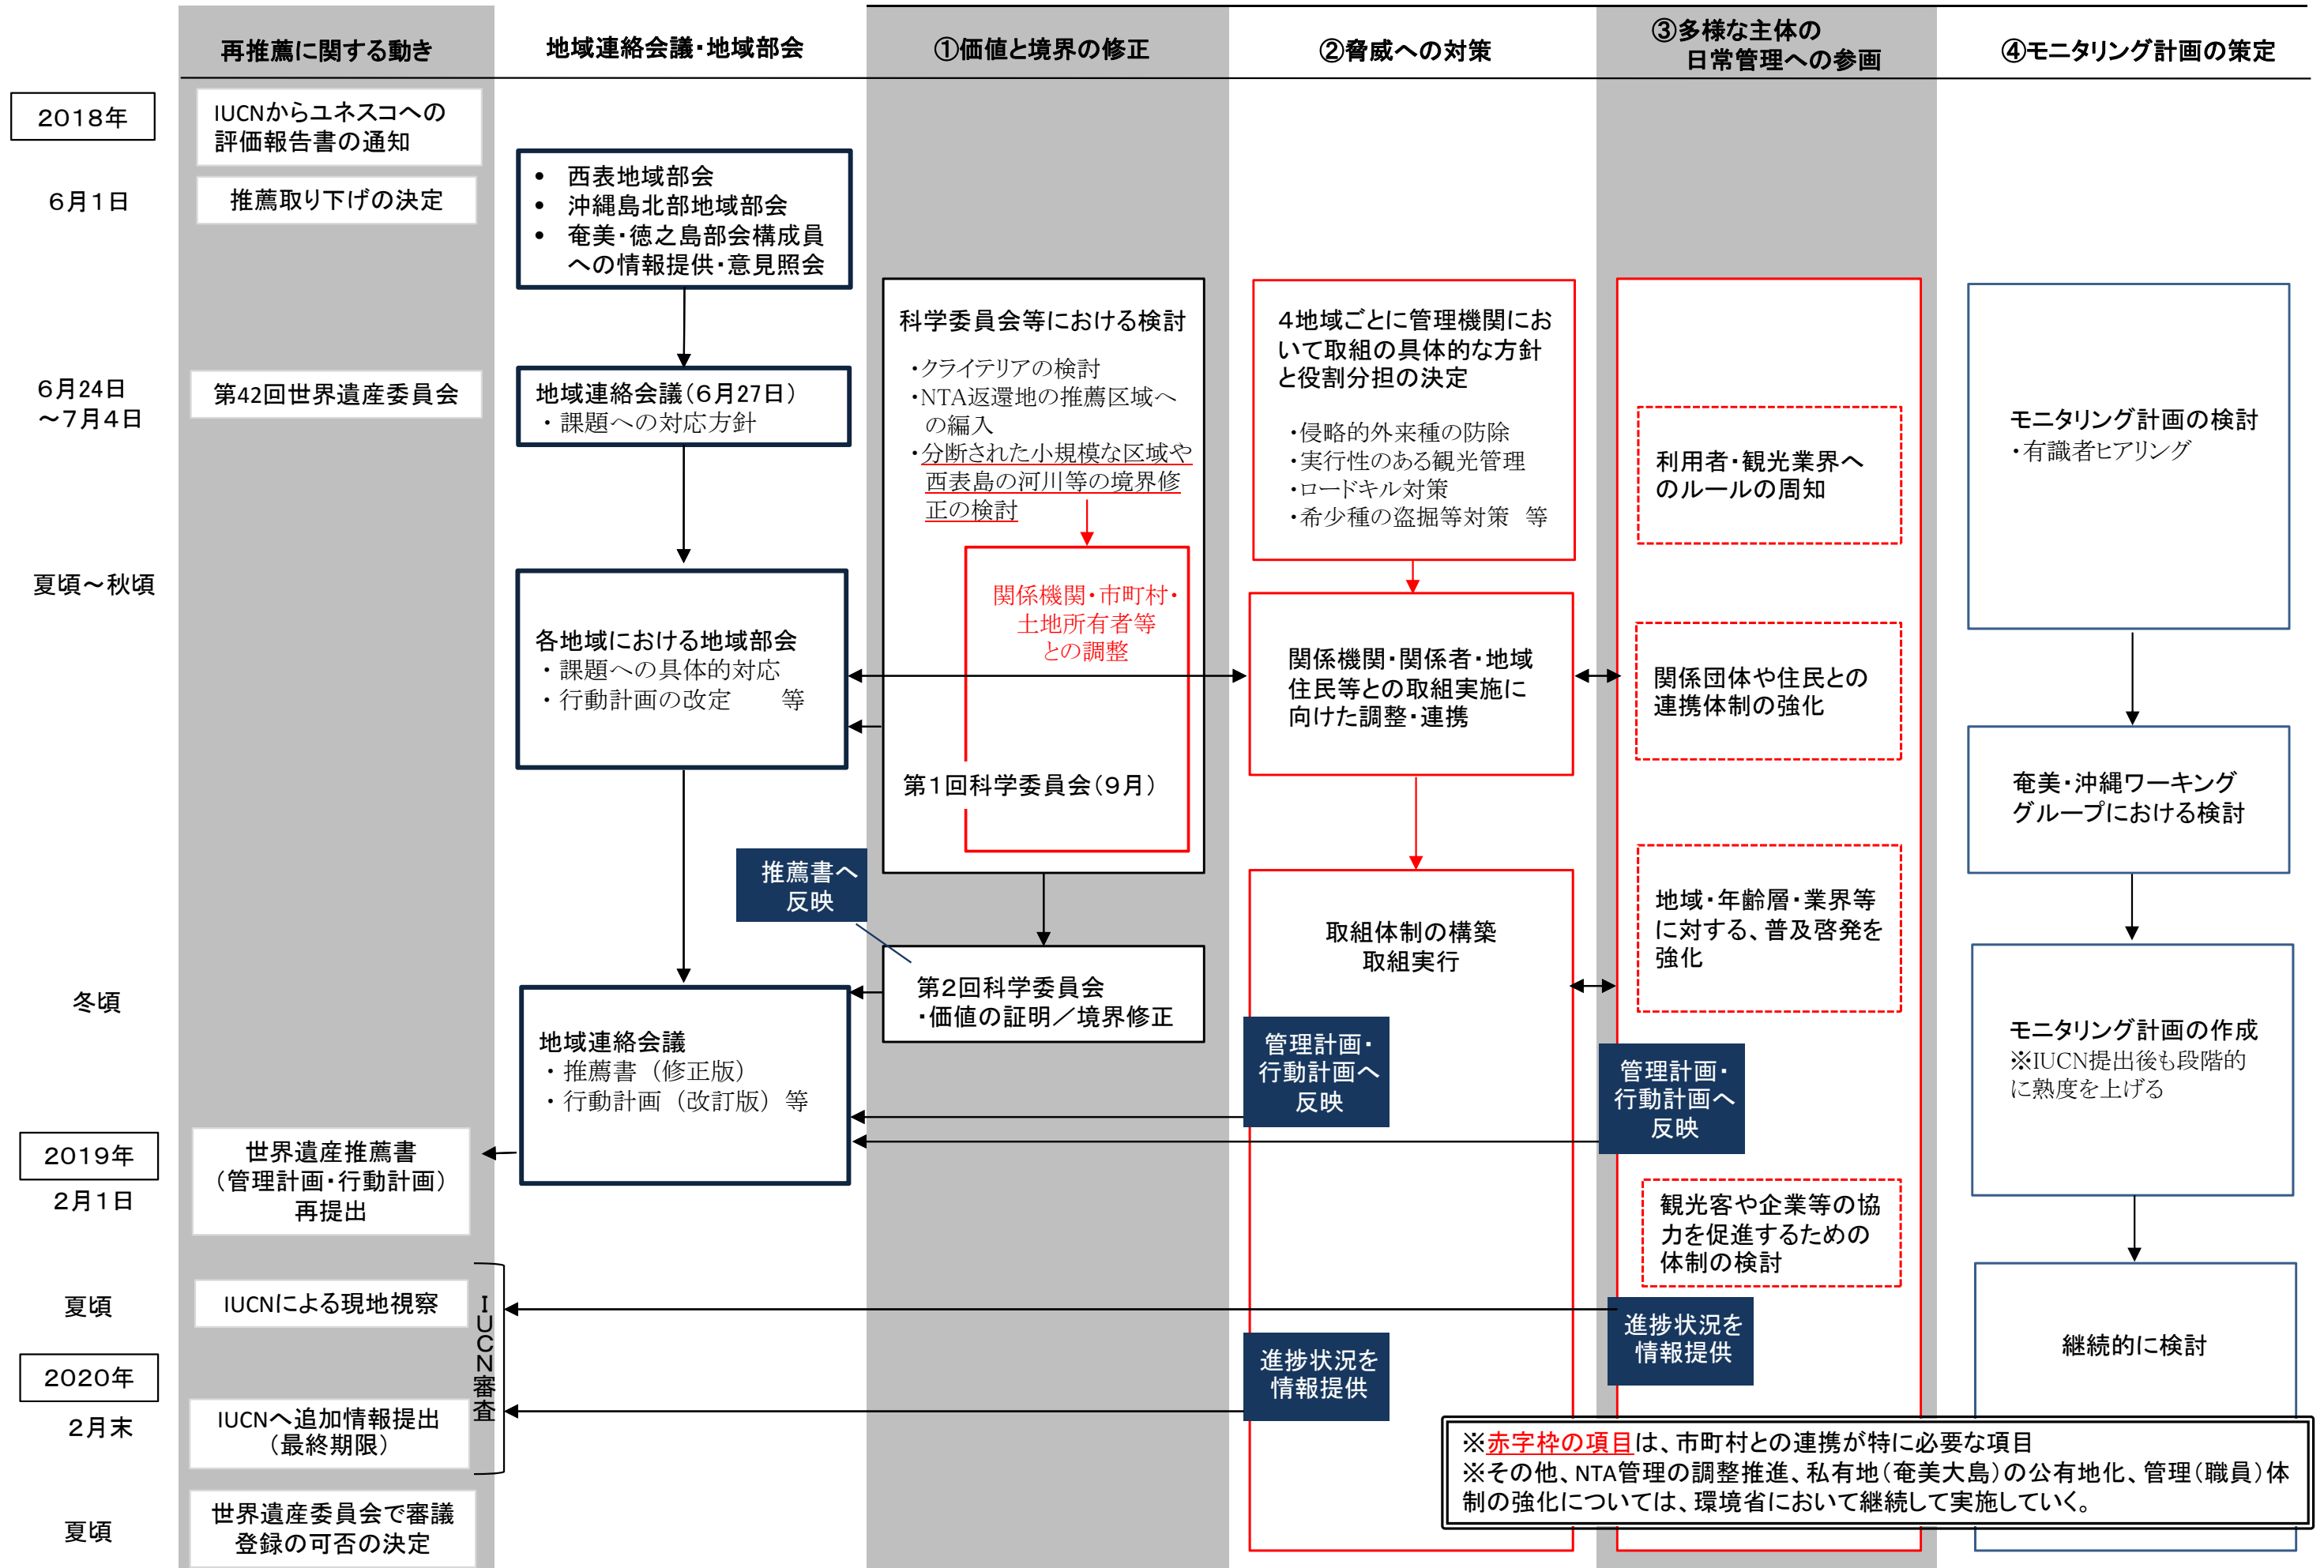 再推薦に関する動き
地域連絡会議・地域部会
①価値と境界の修正
②脅威への対策
③多様な主体の
日常管理への参画
④モニタリング計画の策定
2018年
6月1日
6月24日
～7月4日
夏頃～秋頃
冬頃
2019年
2月1日
夏頃
2020年
2月末
夏頃
IUCNからユネスコへの
評価報告書の通知
推薦取り下げの決定
第42回世界遺産委員会
世界遺産推薦書
（管理計画・行動計画）
再提出
IUCNによる現地視察
IUCNへ追加情報提出
（最終期限）
世界遺産委員会で審議
登録の可否の決定
IUCN審査
• 西表地域部会
• 沖縄島北部地域部会
• 奄美・徳之島部会構成員
への情報提供・意見照会
地域連絡会議（6月27日）
・課題への対応方針
各地域における地域部会
・課題への具体的対応
・行動計画の改定　等
地域連絡会議
・推薦書（修正版）
・行動計画（改訂版）等
科学委員会等における検討
・クライテリアの検討
・NTA返還地の推薦区域へ
の編入
・分断された小規模な区域や
西表島の河川等の境界修
正の検討
関係機関・市町村・
土地所有者等
との調整
第1回科学委員会（9月）
推薦書へ
反映
第2回科学委員会
・価値の証明／境界修正
4地域ごとに管理機関にお
いて取組の具体的な方針
と役割分担の決定
・侵略的外来種の防除
・実行性のある観光管理
・ロードキル対策
・希少種の盗掘等対策　等
関係機関・関係者・地域
住民等との取組実施に
向けた調整・連携
取組体制の構築
取組実行
管理計画・
行動計画へ
反映
進捗状況を
情報提供
利用者・観光業界へ
のルールの周知
関係団体や住民との
連携体制の強化
地域・年齢層・業界等
に対する、普及啓発を
強化
管理計画・
行動計画へ
反映
観光客や企業等の協
力を促進するための
体制の検討
進捗状況を
情報提供
モニタリング計画の検討
・有識者ヒアリング
奄美・沖縄ワーキング
グループにおける検討
モニタリング計画の作成
※IUCN提出後も段階的
に熟度を上げる
継続的に検討
※赤字枠の項目は、市町村との連携が特に必要な項目
※その他、NTA管理の調整推進、私有地（奄美大島）の公有地化、管理（職員）体
制の強化については、環境省において継続して実施していく。